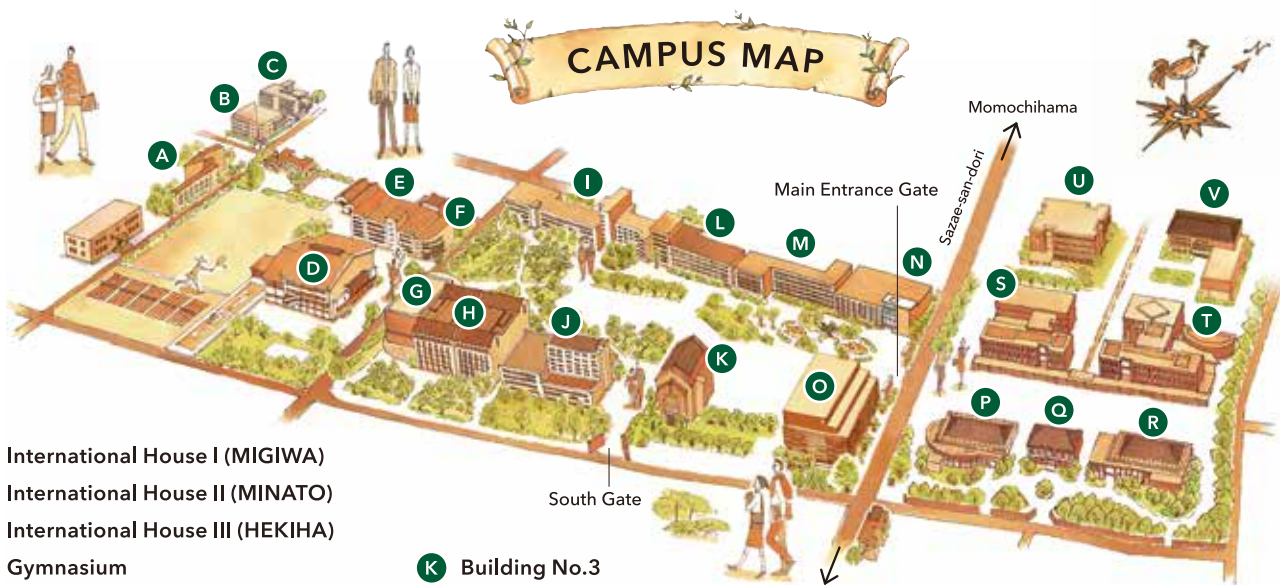 CAMPUS MAP
N
C
B
Momochihama
A
E
I
U
V
Main Entrance Gate
Sazae-san-dori
F
L
M
N
D
G
H
S
J
T
K
O
P
Q
R
International House I (MIGIWA)
International House II (MINATO)
South Gate
International House III (HEKIHA)
Gymnasium
K Building No.3